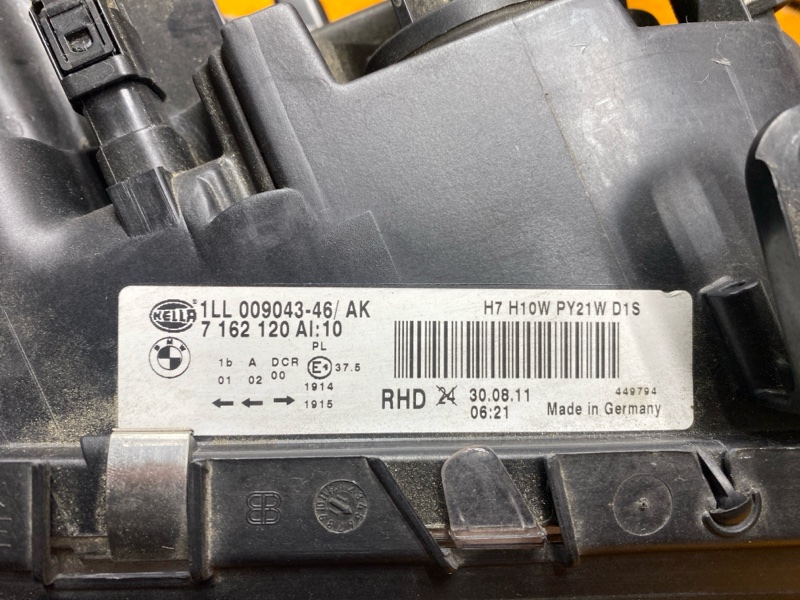 HELLA
1LL 009043-46/ AK
7 162 120 AI:10
BMW
PL
1b A DCR E1 37.5
01 02 00
1914
1915
H7 H10W PY21W D1S
RHD 24 30.08.11
06:21
449794
Made in Germany